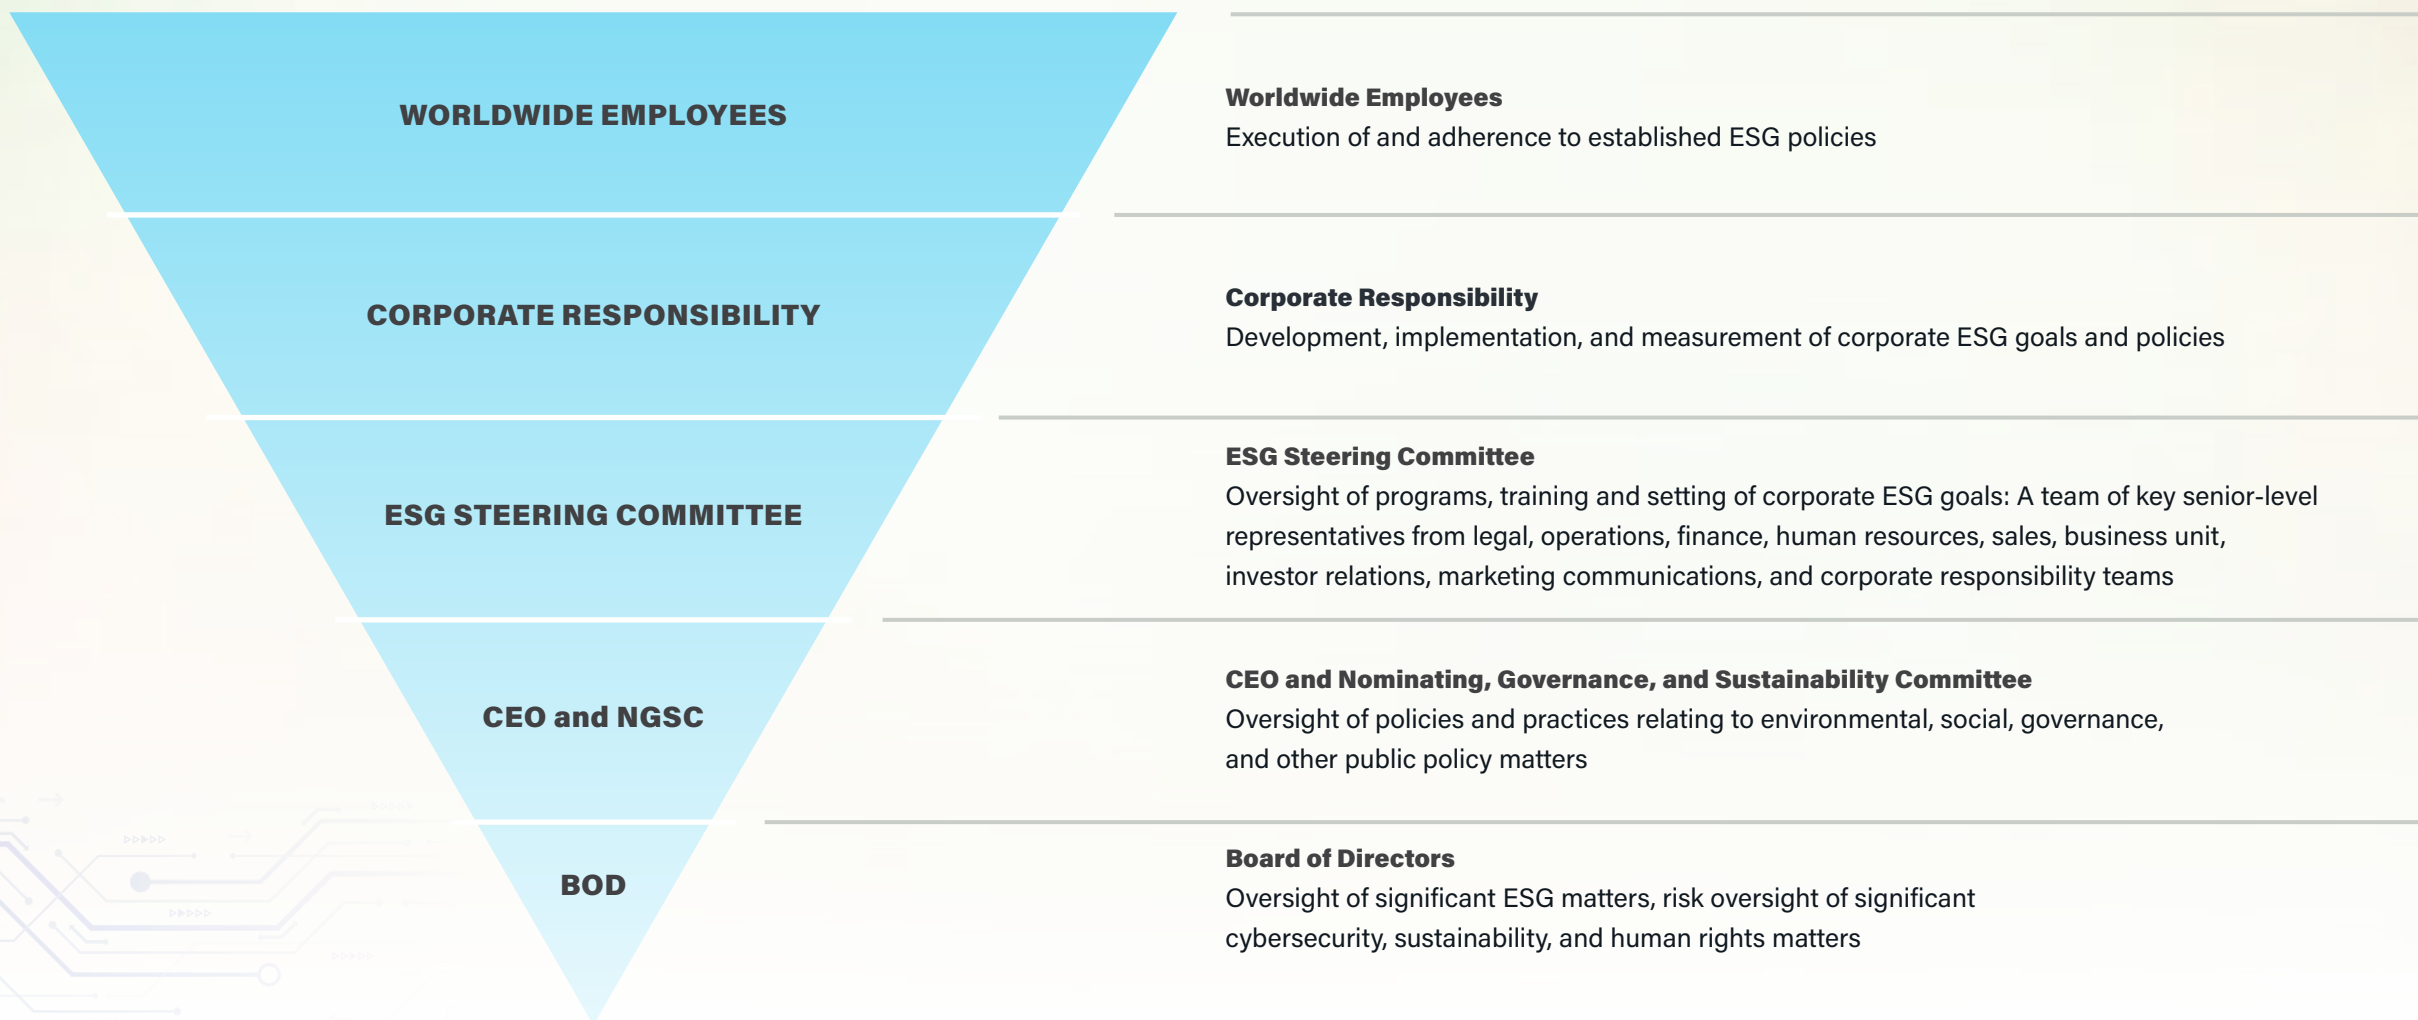 WORLDWIDE EMPLOYEES
Worldwide Employees
Execution of and adherence to established ESG policies
CORPORATE RESPONSIBILITY
Corporate Responsibility
Development, implementation, and measurement of corporate ESG goals and policies
ESG STEERING COMMITTEE
ESG Steering Committee
Oversight of programs, training and setting of corporate ESG goals: A team of key senior-level
representatives from legal, operations, finance, human resources, sales, business unit,
investor relations, marketing communications, and corporate responsibility teams
CEO and NGSC
CEO and Nominating, Governance, and Sustainability Committee
Oversight of policies and practices relating to environmental, social, governance,
and other public policy matters
BOD
Board of Directors
Oversight of significant ESG matters, risk oversight of significant
cybersecurity, sustainability, and human rights matters